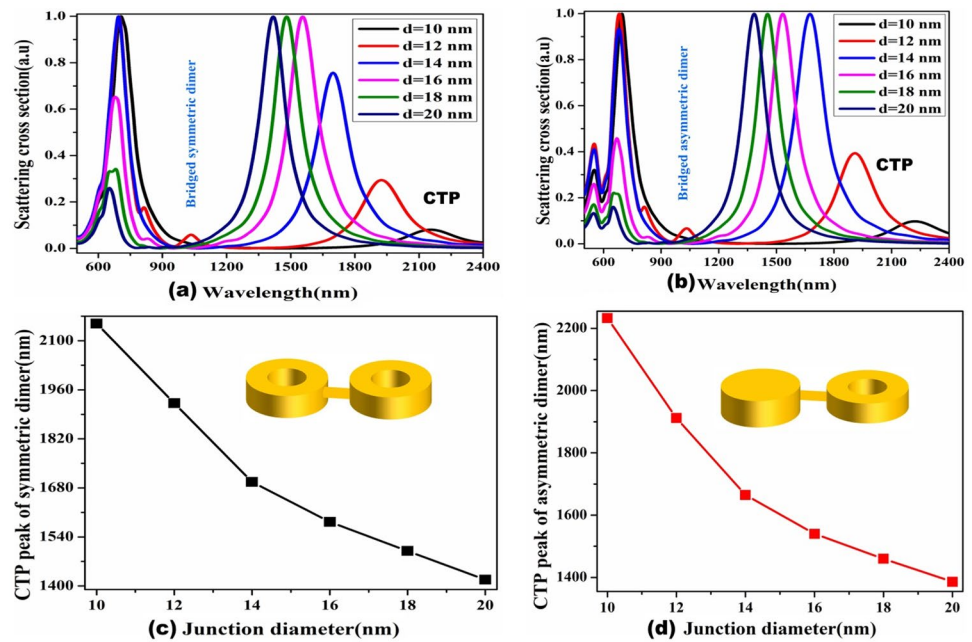 Scattering cross section(a.u)
1.0
0.8
0.6
0.4
0.2
0.0
Bridged symmetric dimer
d=10 nm
d=12 nm
d=14 nm
d=16 nm
d=18 nm
d=20 nm
CTP
600 900 1200 1500 1800 2100 2400
(a) Wavelength(nm)
Scattering cross section(a.u)
1.0
0.8
0.6
0.4
0.2
0.0
Bridged asymmetric dimer
d=10 nm
d=12 nm
d=14 nm
d=16 nm
d=18 nm
d=20 nm
CTP
600 900 1200 1500 1800 2100 2400
(b) Wavelength(nm)
CTP peak of symmetric dimer(nm)
2100
1960
1820
1680
1540
1400
10 12 14 16 18 20
(c) Junction diameter(nm)
CTP peak of asymmetric dimer(nm)
2200
2000
1800
1600
1400
10 12 14 16 18 20
(d) Junction diameter(nm)